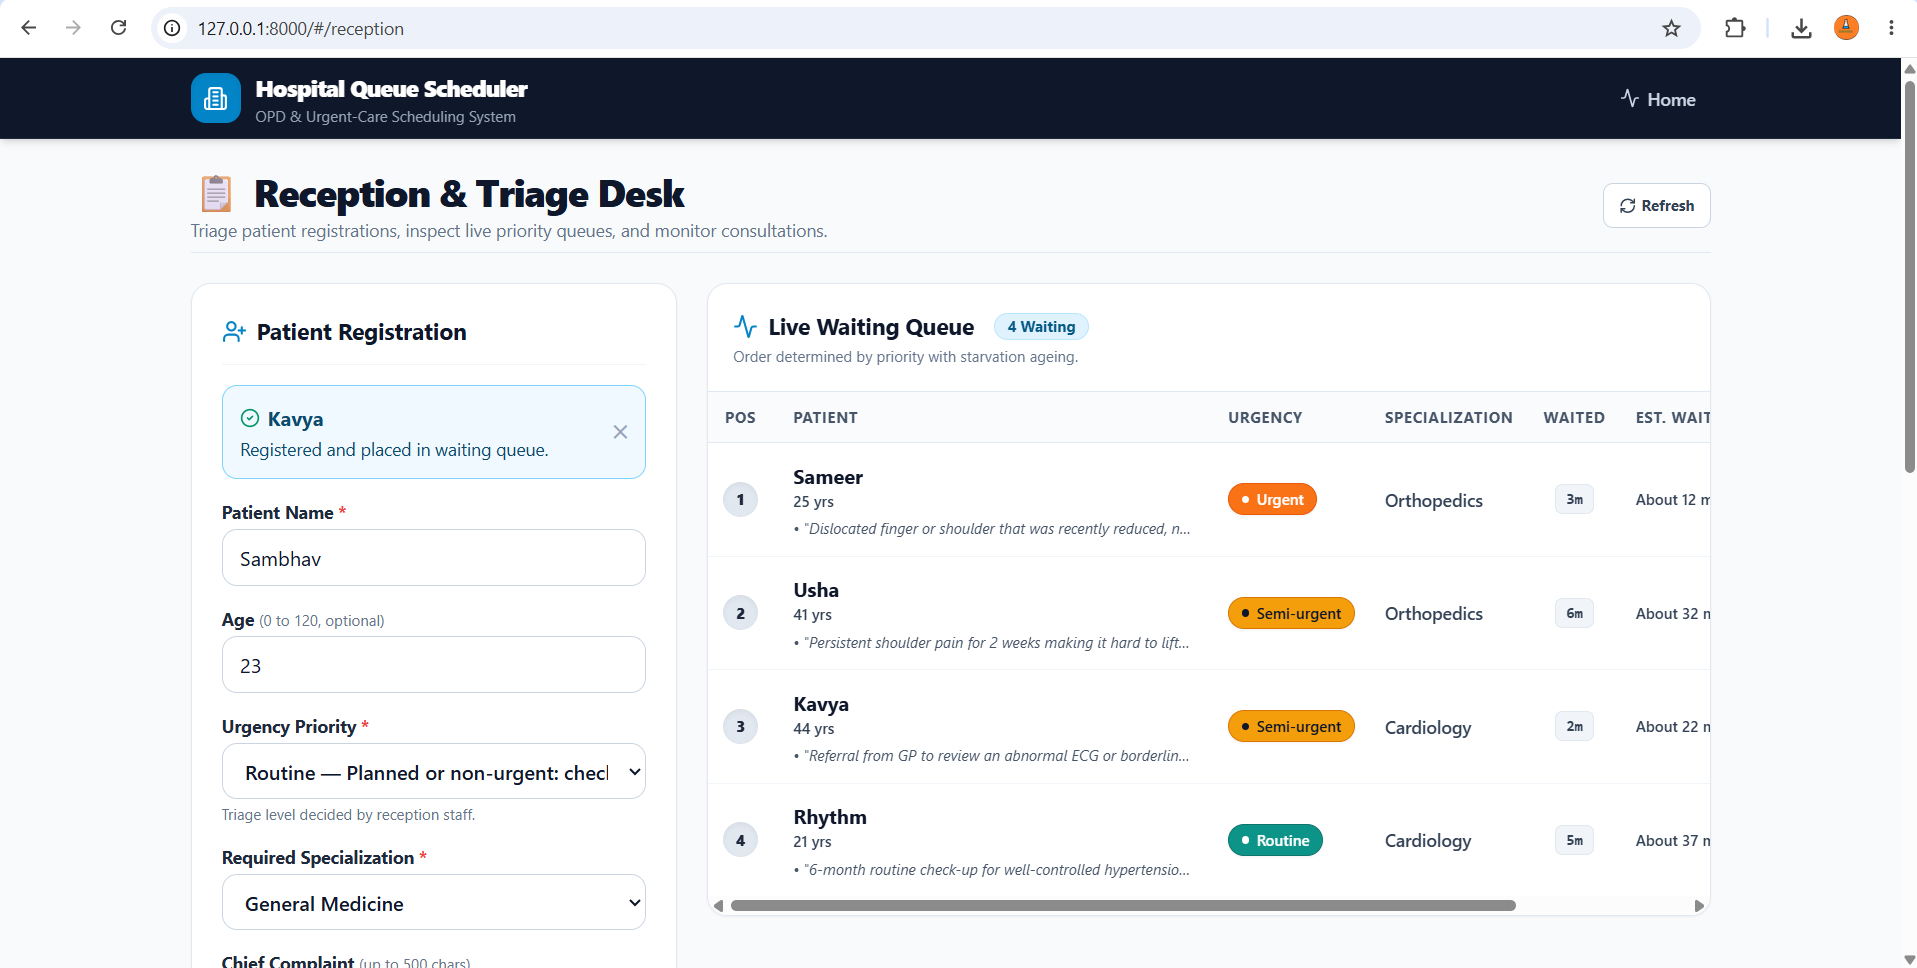 127.0.0.1:8000/#/reception
Hospital Queue Scheduler
OPD & Urgent-Care Scheduling System
Home
Reception & Triage Desk
Triage patient registrations, inspect live priority queues, and monitor consultations.
Refresh
Patient Registration
Kavya
Registered and placed in waiting queue.
Patient Name *
Sambhav
Age (0 to 120, optional)
23
Urgency Priority *
Routine — Planned or non-urgent: chec
Triage level decided by reception staff.
Required Specialization *
General Medicine
Chief Complaint (up to 500 chars)
Live Waiting Queue 4 Waiting
Order determined by priority with starvation ageing.
POS PATIENT URGENCY SPECIALIZATION WAITED EST. WAIT
1 Sameer Urgent Orthopedics 3m About 12 m
25 yrs
• "Dislocated finger or shoulder that was recently reduced, n...
2 Usha Semi-urgent Orthopedics 6m About 32 m
41 yrs
• "Persistent shoulder pain for 2 weeks making it hard to lift...
3 Kavya Semi-urgent Cardiology 2m About 22 m
44 yrs
• "Referral from GP to review an abnormal ECG or borderlin...
4 Rhythm Routine Cardiology 5m About 37 m
21 yrs
• "6-month routine check-up for well-controlled hypertensio...